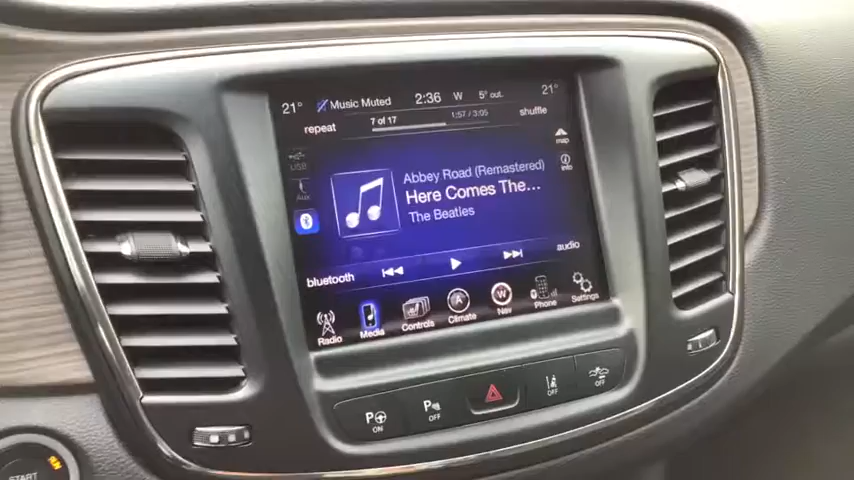 21° Music Muted 2:36 W 5° out. 21°
repeat 7 of 17 1:57 / 3:05 shuffle
map
USB
info
Abbey Road (Remastered)
Aux
Here Comes The...
The Beatles
bluetooth audio
Radio Media Controls A Climate W Nav Phone Settings
P ON P OFF OFF OFF
START RUN